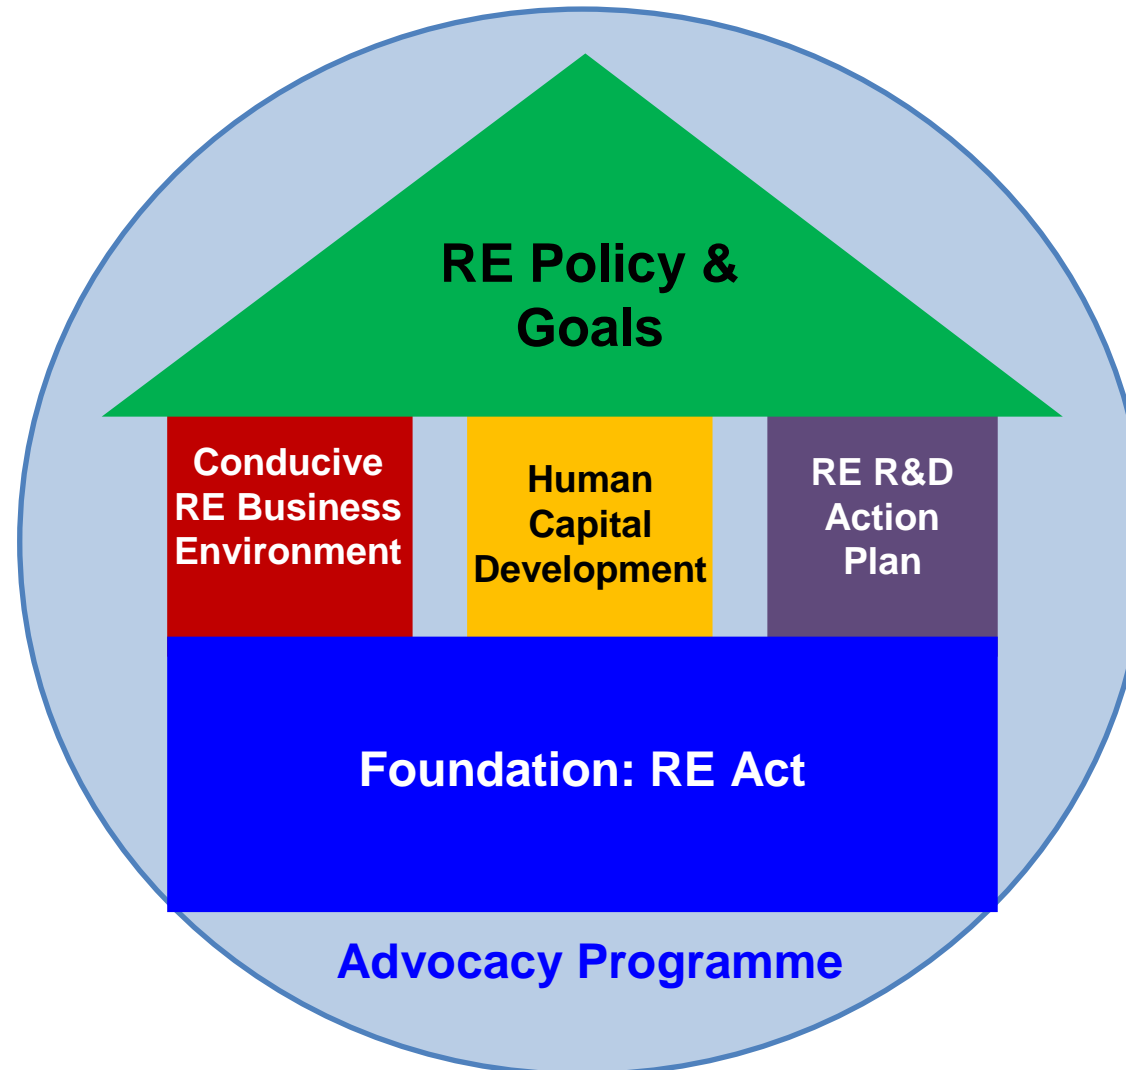 RE Policy &
Goals
Conducive
RE Business
Environment
Human
Capital
Development
RE R&D
Action
Plan
Foundation: RE Act
Advocacy Programme